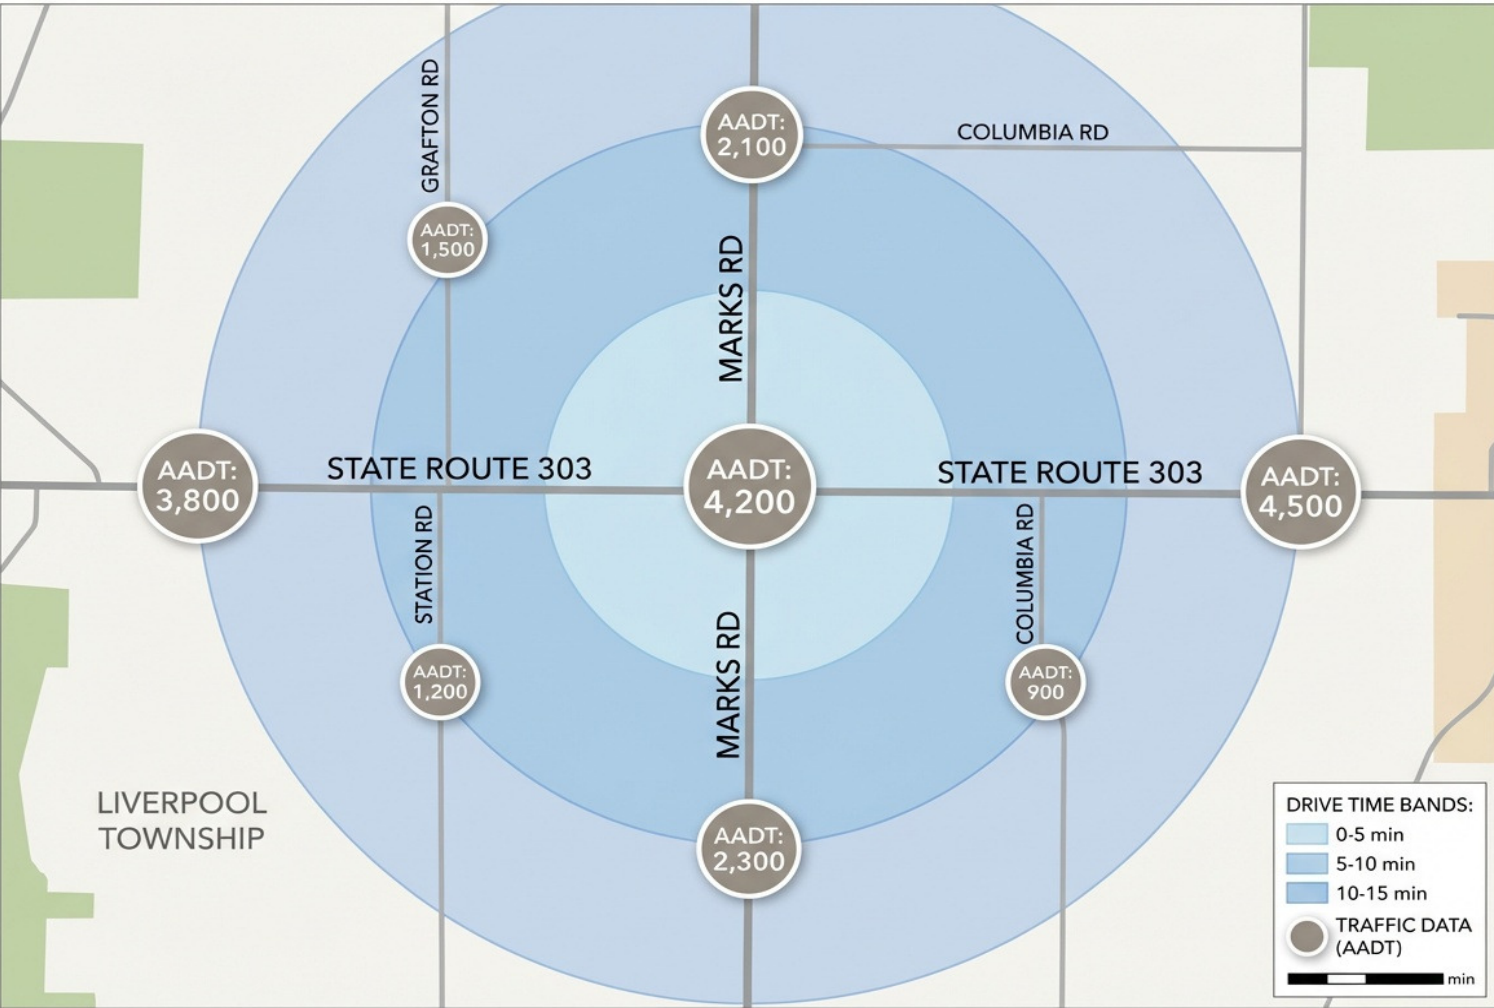 GRAFTON RD
AADT:
2,100
COLUMBIA RD
AADT:
1,500
MARKS RD
STATE ROUTE 303
STATE ROUTE 303
AADT:
3,800
AADT:
4,200
AADT:
4,500
STATION RD
COLUMBIA RD
MARKS RD
AADT:
1,200
AADT:
900
LIVERPOOL
TOWNSHIP
AADT:
2,300
DRIVE TIME BANDS:
0-5 min
5-10 min
10-15 min
TRAFFIC DATA
(AADT)
min